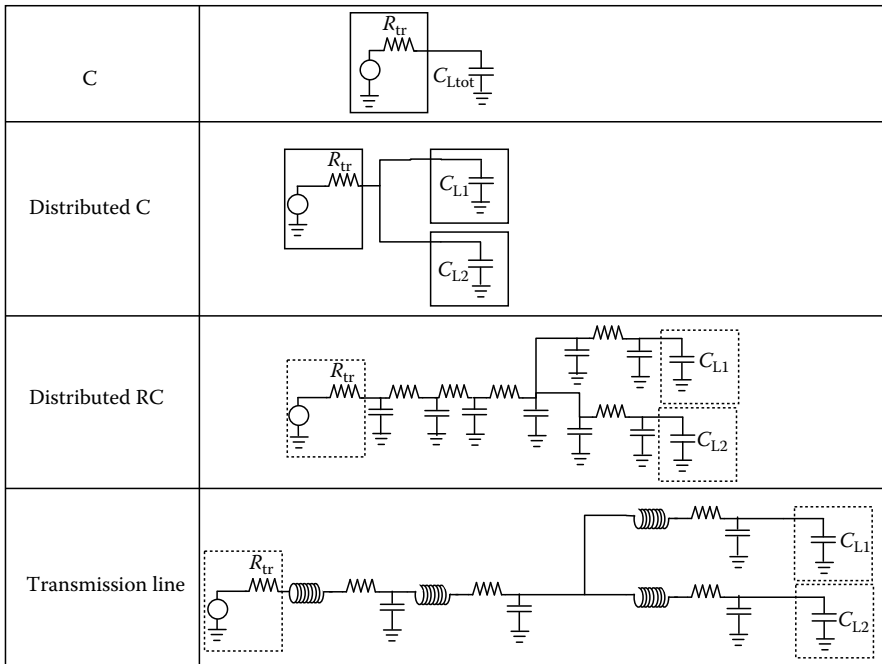 C
R_tr
C_Ltot
Distributed C
R_tr
C_L1
C_L2
Distributed RC
R_tr
C_L1
C_L2
Transmission line
R_tr
C_L1
C_L2